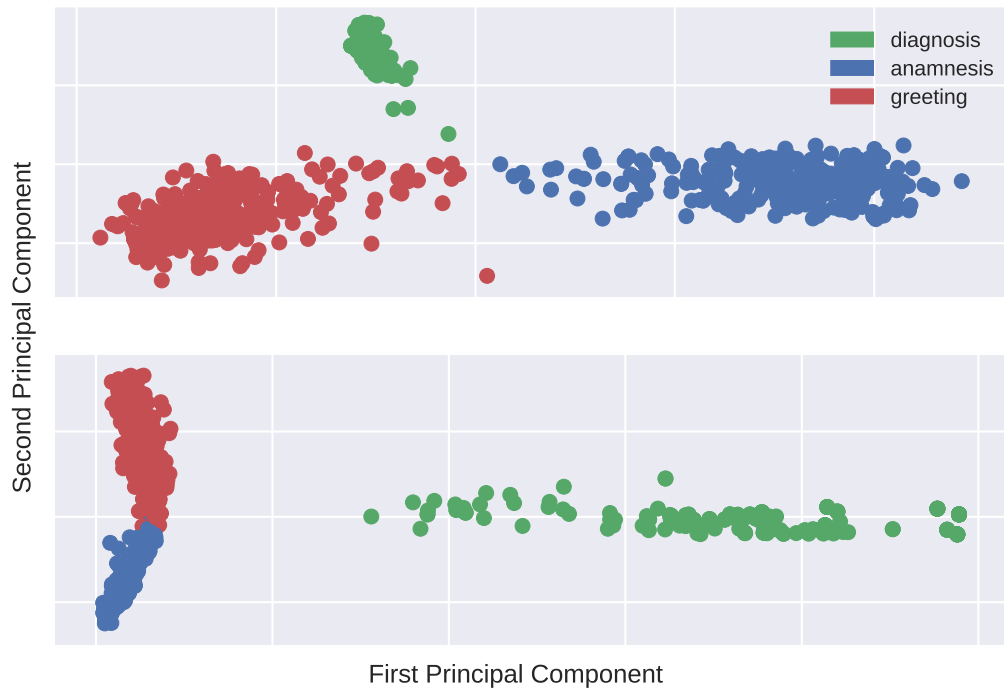 diagnosis
anamnesis
greeting
Second Principal Component
First Principal Component